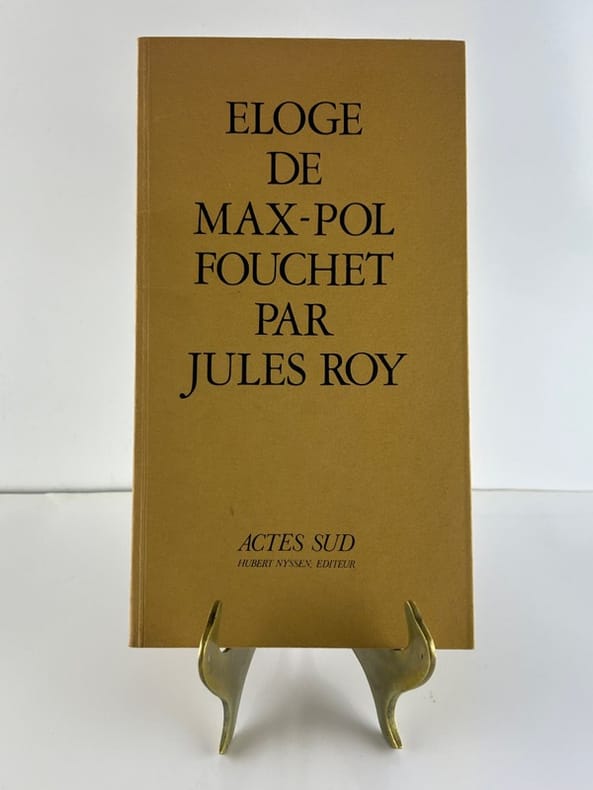 ELOGE
DE
MAX-POL
FOUCHET
PAR
JULES ROY
ACTES SUD
HUBERT NYSSEN, EDITEUR